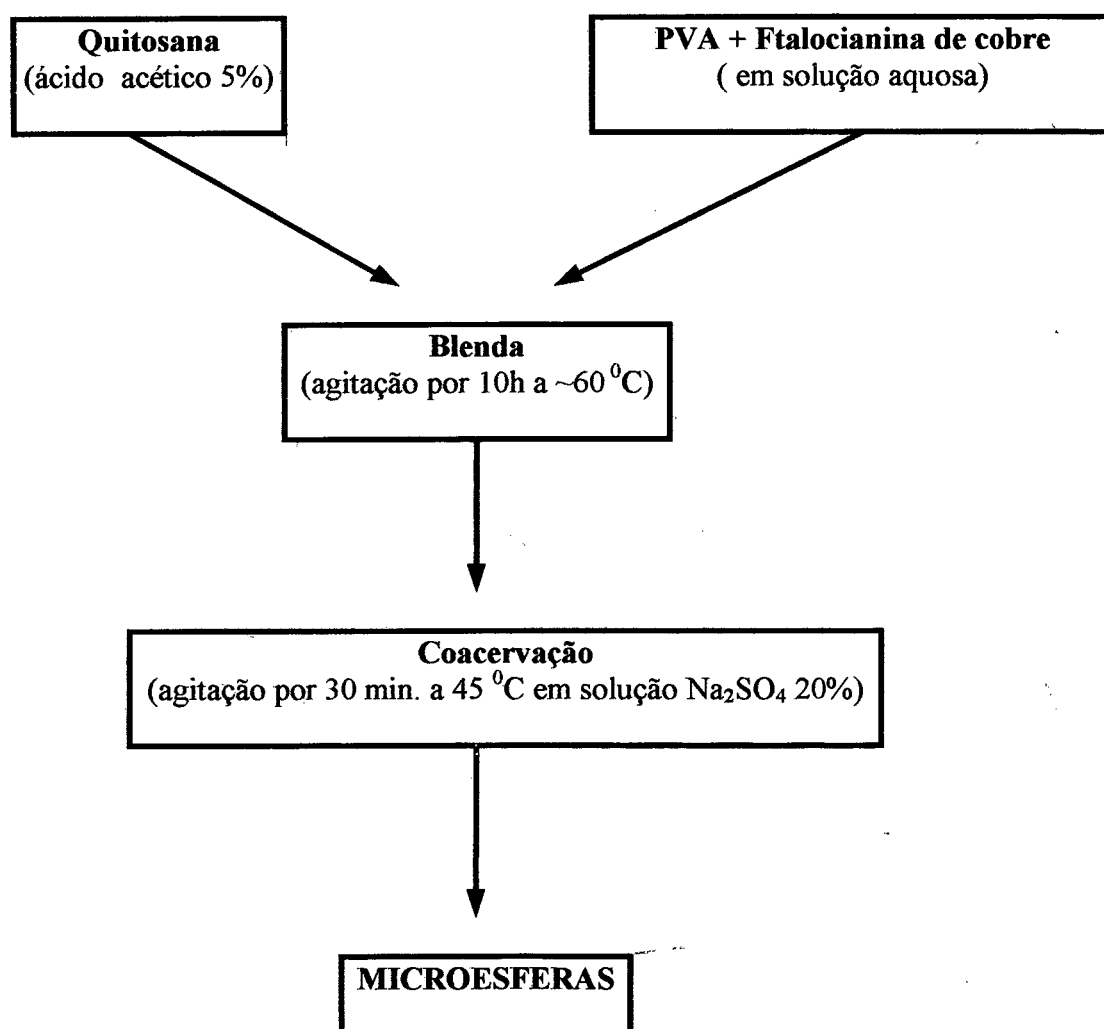 Quitosana
(ácido acético 5%)
PVA + Ftalocianina de cobre
( em solução aquosa)
Blenda
(agitação por 10h a ~60 ⁰C)
Coacervação
(agitação por 30 min. a 45 ⁰C em solução Na₂SO₄ 20%)
MICROESFERAS